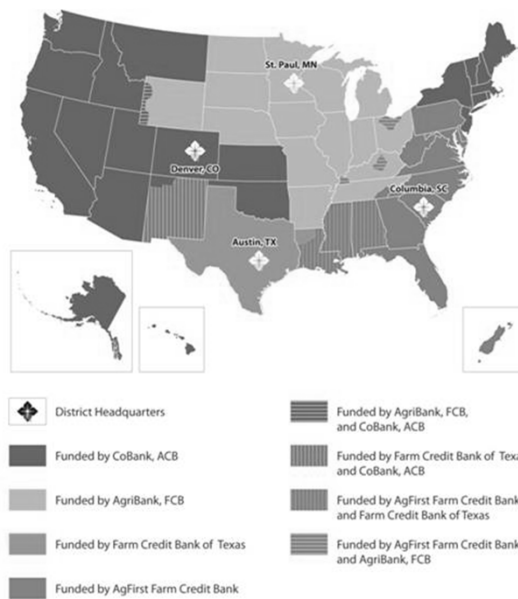 St. Paul, MN
Denver, CO
Columbia, SC
Austin, TX
District Headquarters
Funded by CoBank, ACB
Funded by AgriBank, FCB
Funded by Farm Credit Bank of Texas
Funded by AgFirst Farm Credit Bank
Funded by AgriBank, FCB,
and CoBank, ACB
Funded by Farm Credit Bank of Texa
and CoBank, ACB
Funded by AgFirst Farm Credit Bank
and Farm Credit Bank of Texas
Funded by AgFirst Farm Credit Bank
and AgriBank, FCB